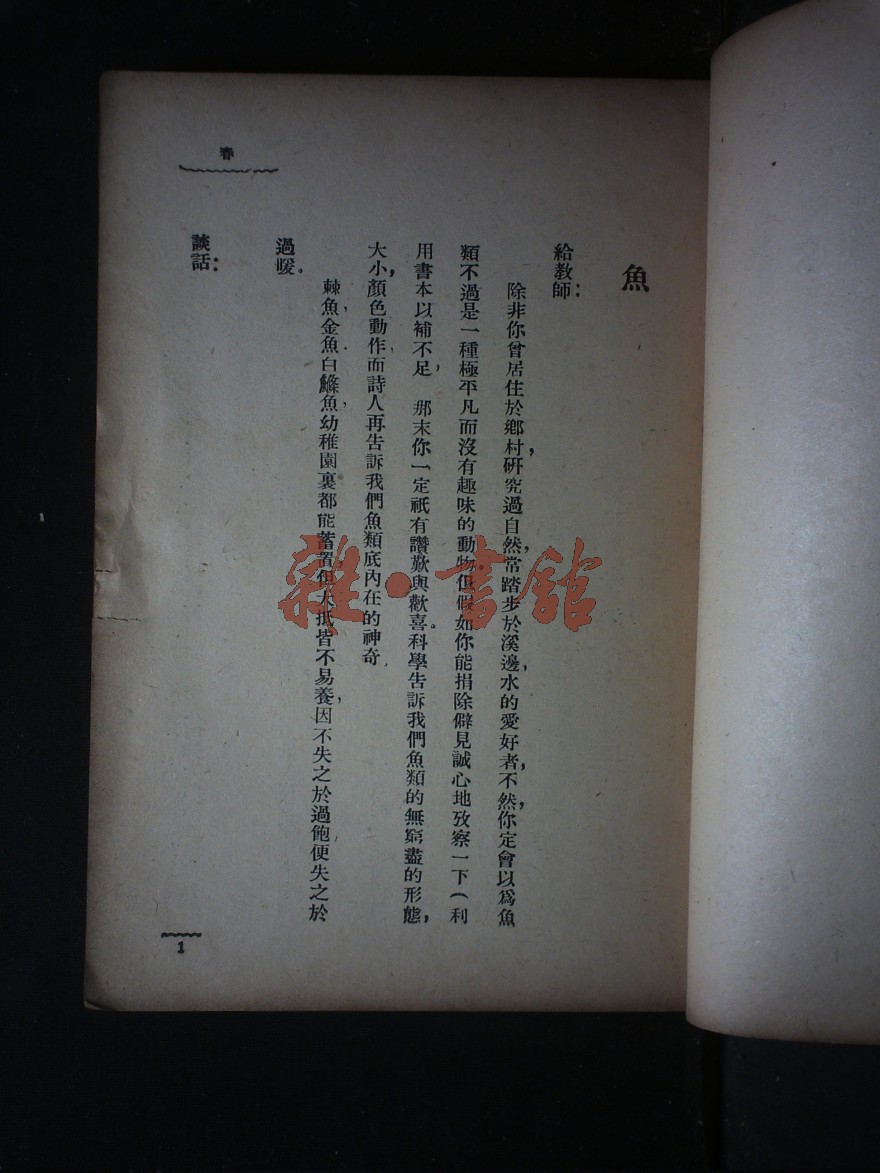 春
魚
給教師：
除非你曾居住於鄉村，研究過自然，常踏步於溪邊，水的愛好者，不然，你定會以爲魚
類不過是一種極平凡而沒有趣味的動物。但假如你能捐除僻見誠心地攷察一下（利
用書本以補不足，那末你一定祇有讚歎與歡喜。科學告訴我們魚類的無窮盡的形態，
大小，顏色動作，而詩人再告訴我們魚類底內在的神奇。
棘魚，金魚，白鰷魚，幼稚園裏都能蓄養，但大抵皆不易養，因不失之於過飽便失之於
過暖。
談話：
1
雜·書館